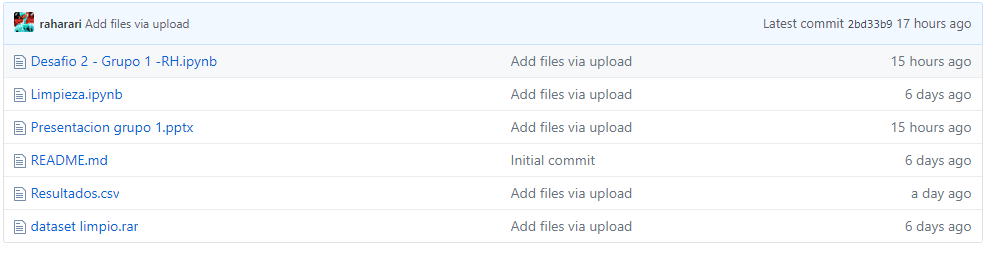 raharari Add files via upload Latest commit 2bd33b9 17 hours ago
Desafio 2 - Grupo 1 -RH.ipynb Add files via upload 15 hours ago
Limpieza.ipynb Add files via upload 6 days ago
Presentacion grupo 1.pptx Add files via upload 15 hours ago
README.md Initial commit 6 days ago
Resultados.csv Add files via upload a day ago
dataset limpio.rar Add files via upload 6 days ago